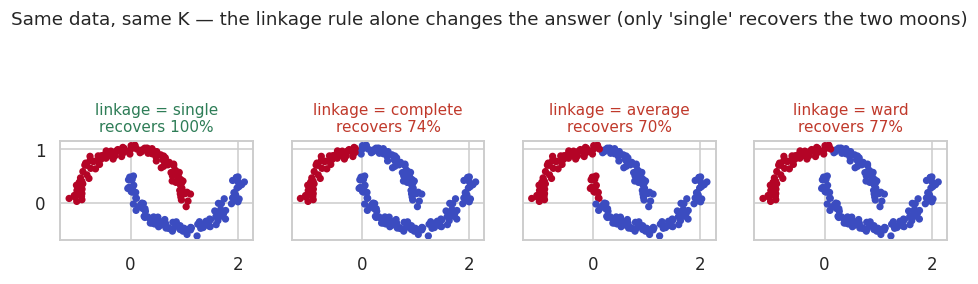 Same data, same K — the linkage rule alone changes the answer (only 'single' recovers the two moons)
linkage = single
recovers 100%
linkage = complete
recovers 74%
linkage = average
recovers 70%
linkage = ward
recovers 77%
1
0
0 2
0 2
0 2
0 2